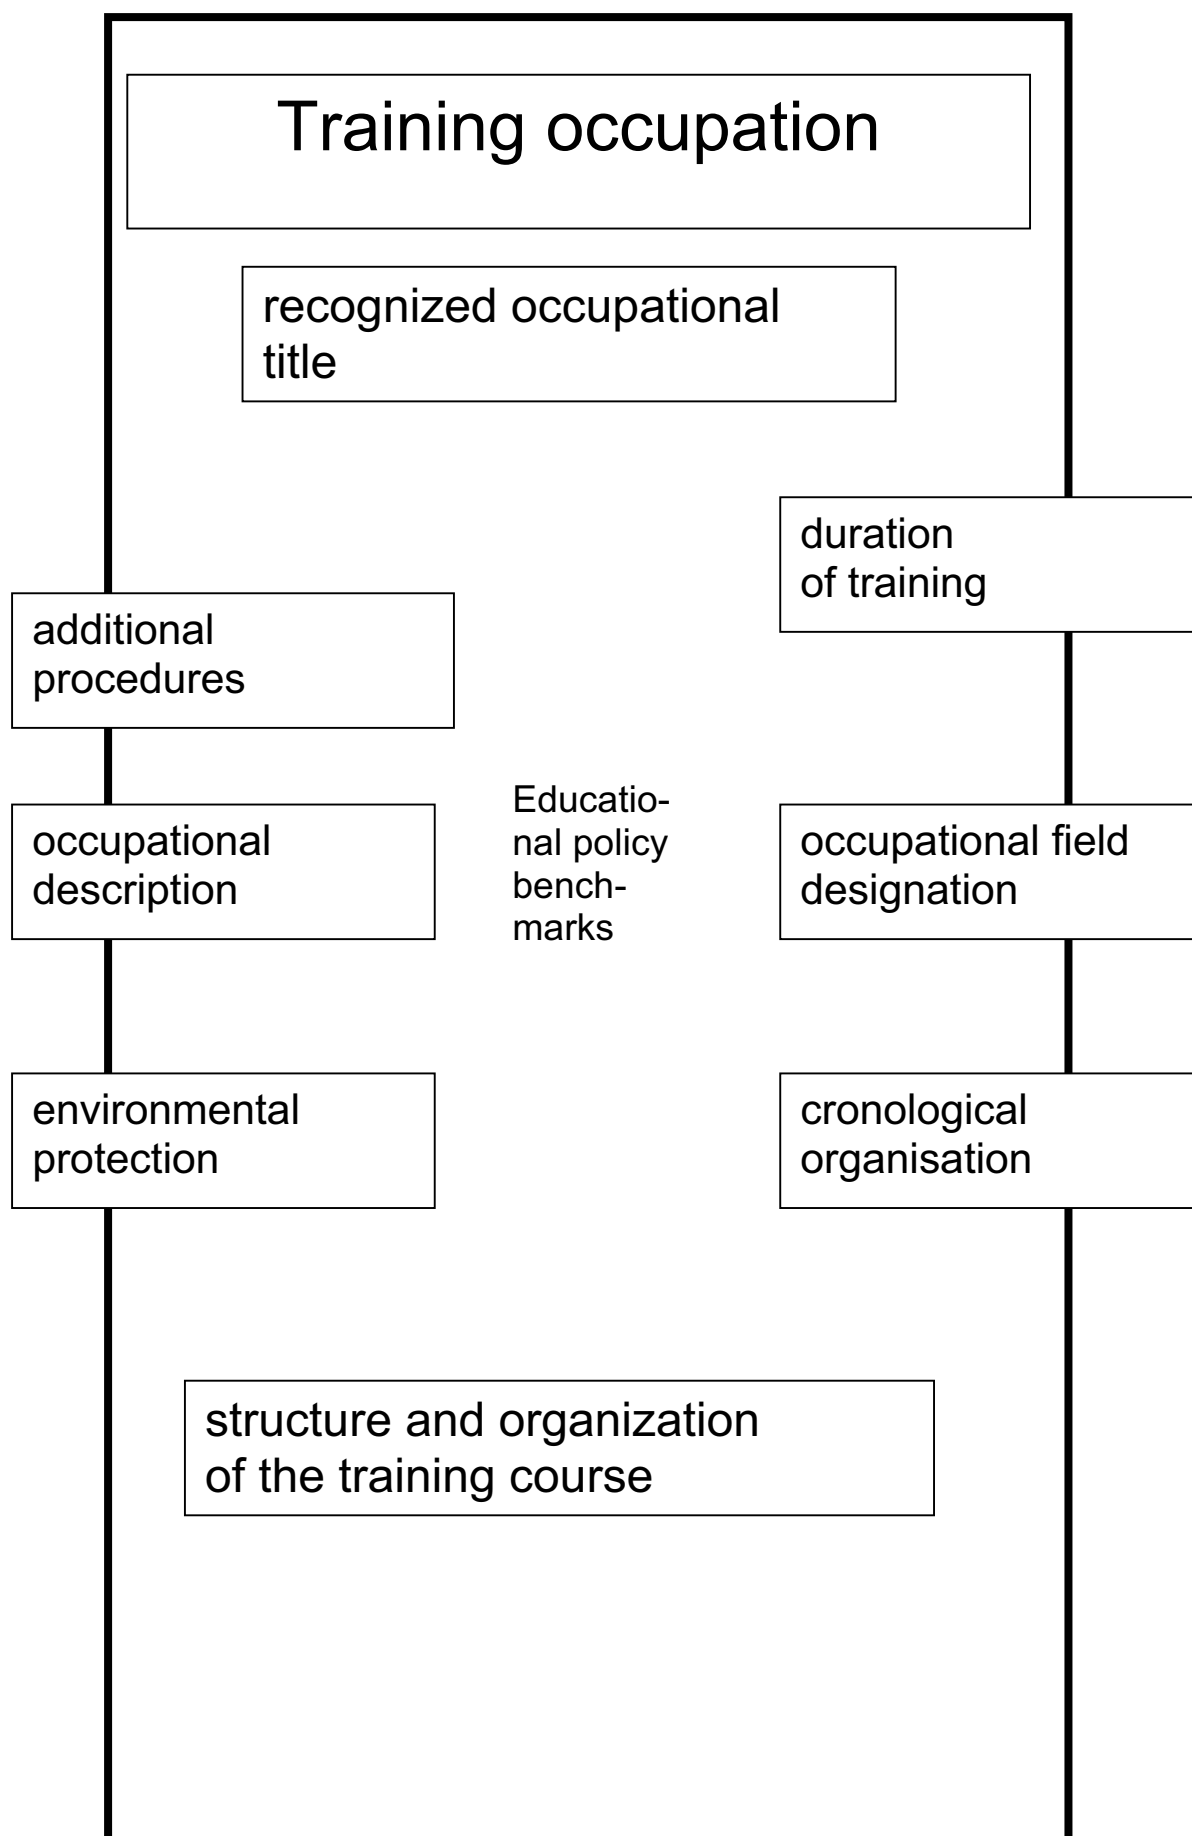 Training occupation
recognized occupational
title
duration
of training
additional
procedures
occupational
description
Educatio-
nal policy
bench-
marks
occupational field
designation
environmental
protection
cronological
organisation
structure and organization
of the training course